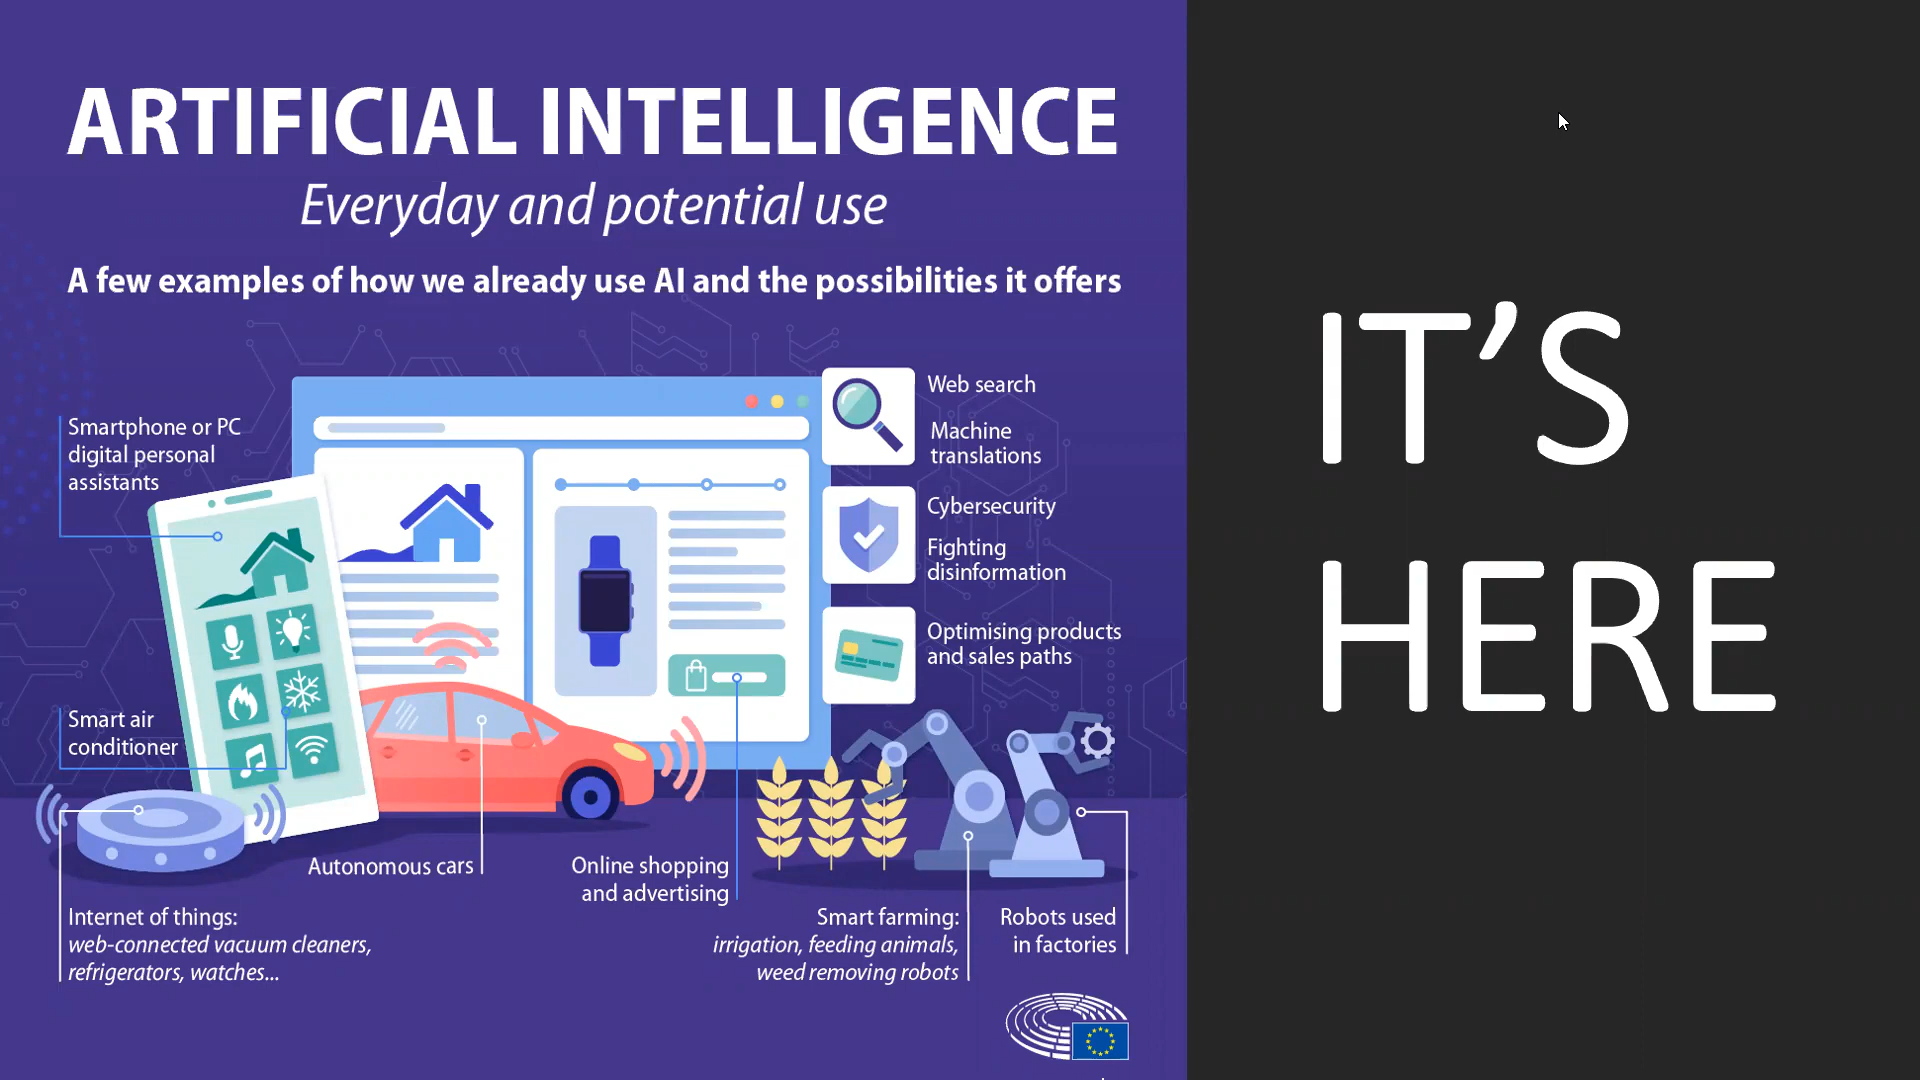 ARTIFICIAL INTELLIGENCE
Everyday and potential use
A few examples of how we already use AI and the possibilities it offers
Smartphone or PC
digital personal
assistants
Web search
Machine
translations
Cybersecurity
Fighting
disinformation
Optimising products
and sales paths
Smart air
conditioner
Autonomous cars
Online shopping
and advertising
Internet of things:
web-connected vacuum cleaners,
refrigerators, watches...
Smart farming:
irrigation, feeding animals,
weed removing robots
Robots used
in factories
IT’S
HERE